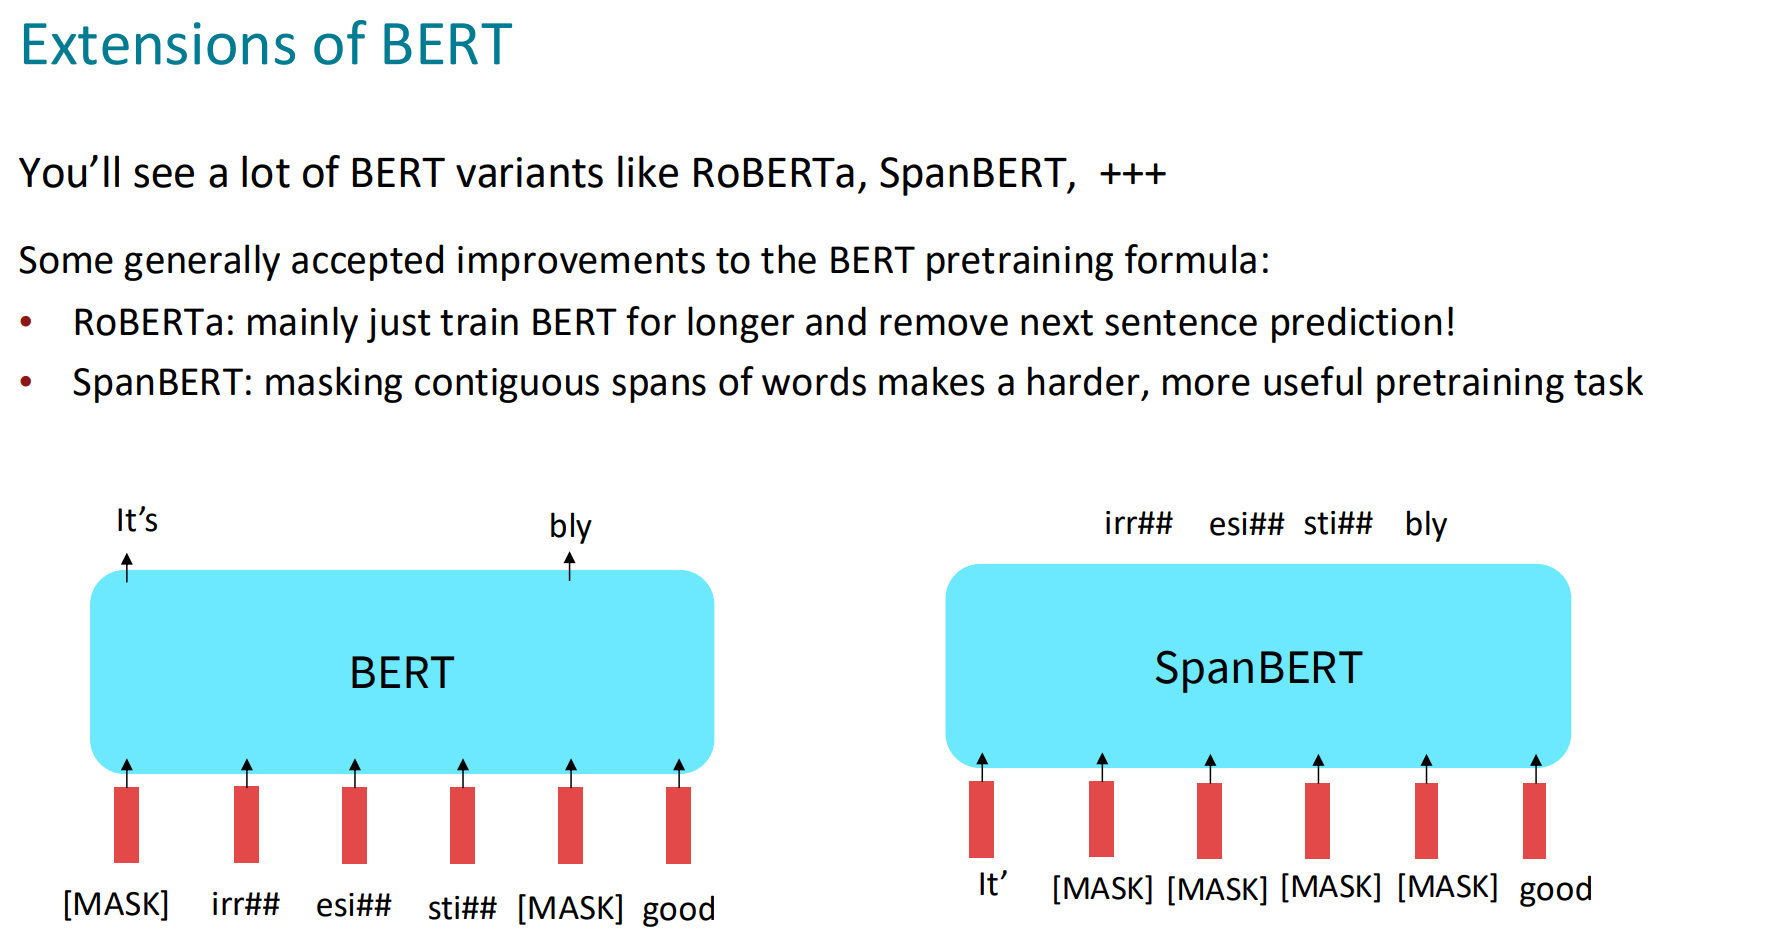 Extensions of BERT
You’ll see a lot of BERT variants like RoBERTa, SpanBERT, +++
Some generally accepted improvements to the BERT pretraining formula:
• RoBERTa: mainly just train BERT for longer and remove next sentence prediction!
• SpanBERT: masking contiguous spans of words makes a harder, more useful pretraining task
It’s bly
BERT
[MASK] irr## esi## sti## [MASK] good
irr## esi## sti## bly
SpanBERT
It’ [MASK] [MASK] [MASK] [MASK] good